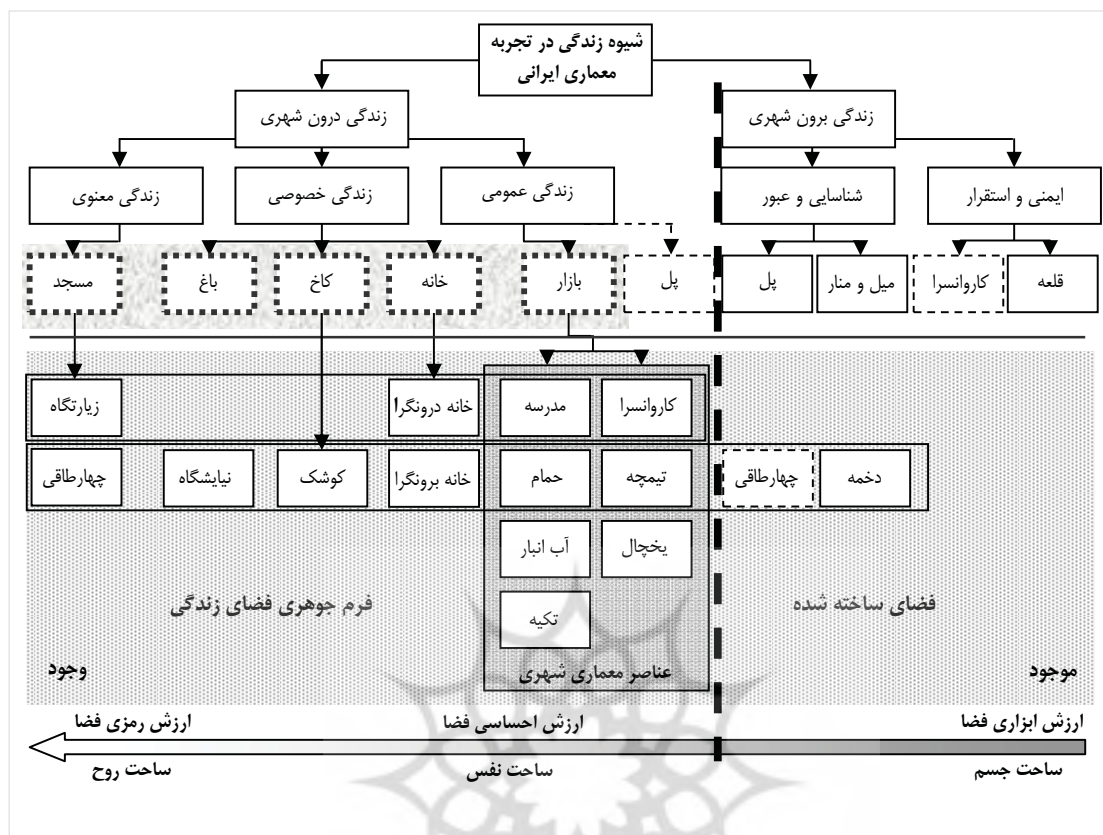 شیوه زندگی در تجربه
معماری ایرانی
زندگی برون شهری
زندگی درون شهری
ایمنی و استقرار
شناسایی و عبور
زندگی عمومی
زندگی خصوصی
زندگی معنوی
قلعه
کاروانسرا
میل و منار
پل
پل
بازار
خانه
کاخ
باغ
مسجد
کاروانسرا
مدرسه
خانه درونگرا
زیارتگاه
دخمه
چهارطاقی
تیمچه
حمام
خانه برونگرا
کوشک
نیایشگاه
چهارطاقی
یخچال
آب انبار
فضای ساخته شده
تکیه
فرم جوهری فضای زندگی
موجود
عناصر معماری شهری
وجود
ارزش ابزاری فضا
ارزش احساسی فضا
ارزش رمزی فضا
ساحت جسم
ساحت نفس
ساحت روح